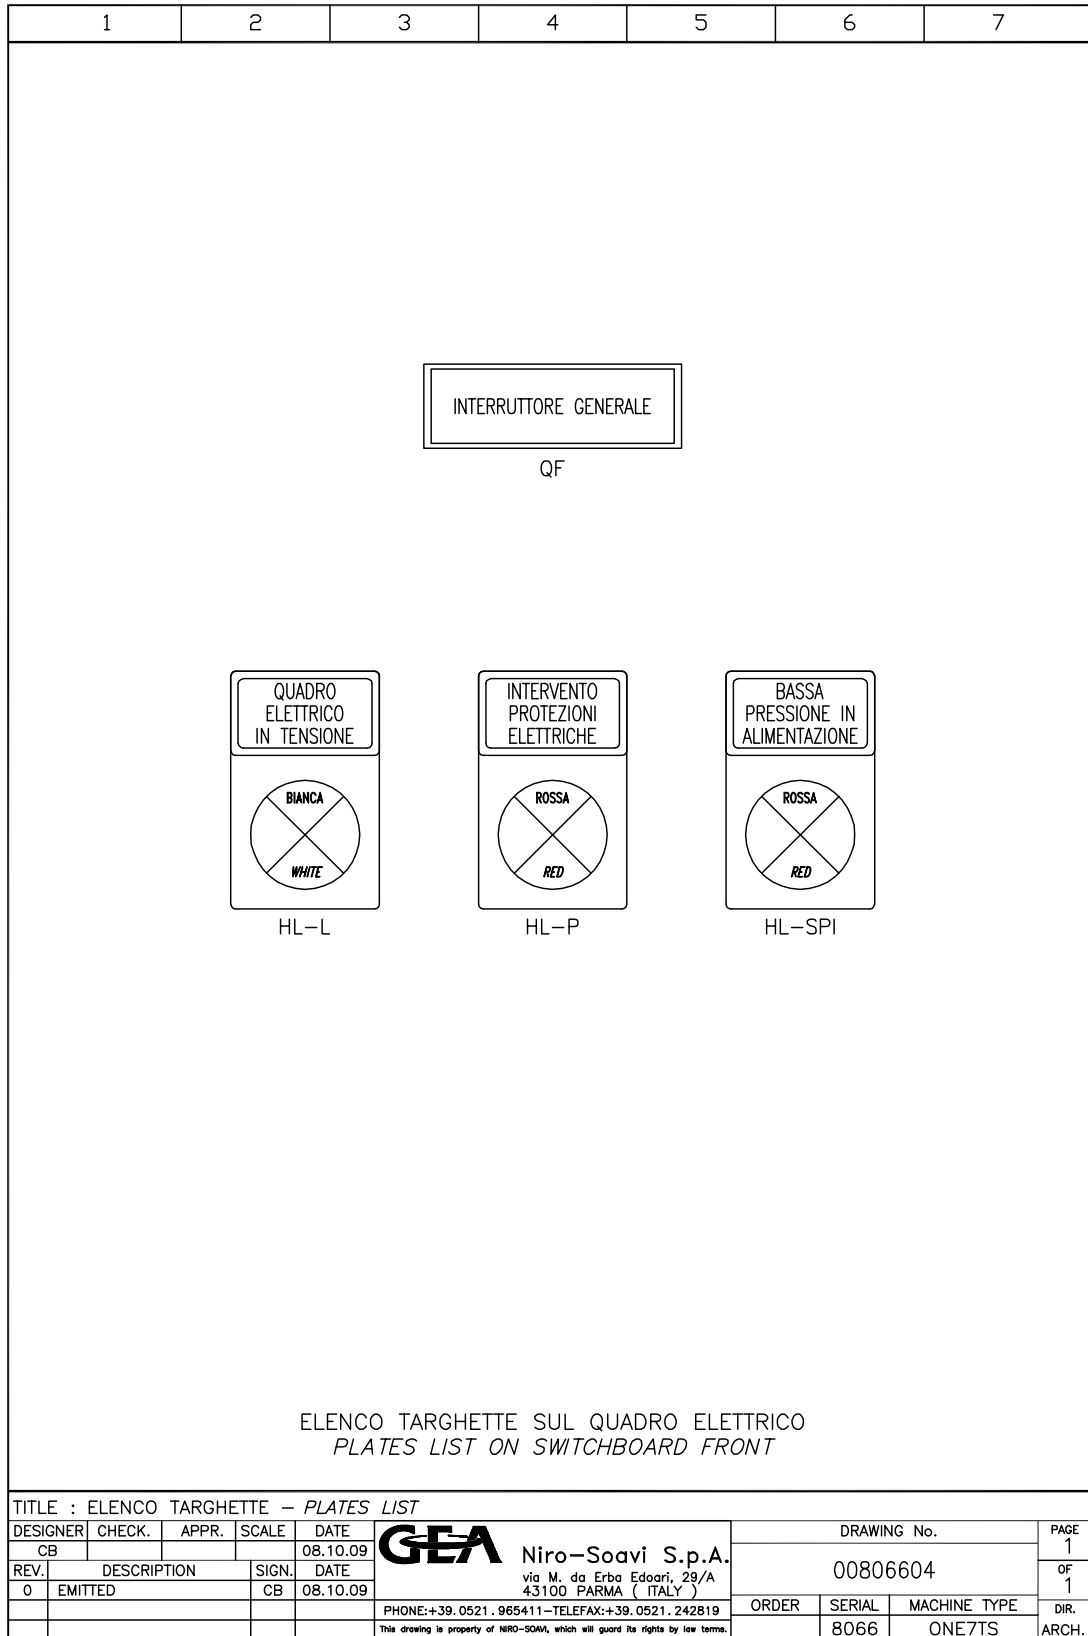 1 2 3 4 5 6 7
INTERRUTTORE GENERALE
QF
QUADRO
ELETTRICO
IN TENSIONE
BIANCA
WHITE
HL-L
INTERVENTO
PROTEZIONI
ELETTRICHE
ROSSA
RED
HL-P
BASSA
PRESSIONE IN
ALIMENTAZIONE
ROSSA
RED
HL-SPI
ELENCO TARGHETTE SUL QUADRO ELETTRICO
PLATES LIST ON SWITCHBOARD FRONT
TITLE : ELENCO TARGHETTE - PLATES LIST
DESIGNER CHECK. APPR. SCALE DATE
CB 08.10.09
REV. DESCRIPTION SIGN. DATE
0 EMITTED CB 08.10.09
GEA
Niro-Soavi S.p.A.
via M. da Erba Edoari, 29/A
43100 PARMA ( ITALY )
PHONE:+39.0521.965411-TELEFAX:+39.0521.242819
This drawing is property of NIRO-SOAVI, which will guard its rights by law terms.
DRAWING No.
00806604
ORDER SERIAL MACHINE TYPE
8066 ONE7TS
PAGE
1
OF
1
DIR.
ARCH.